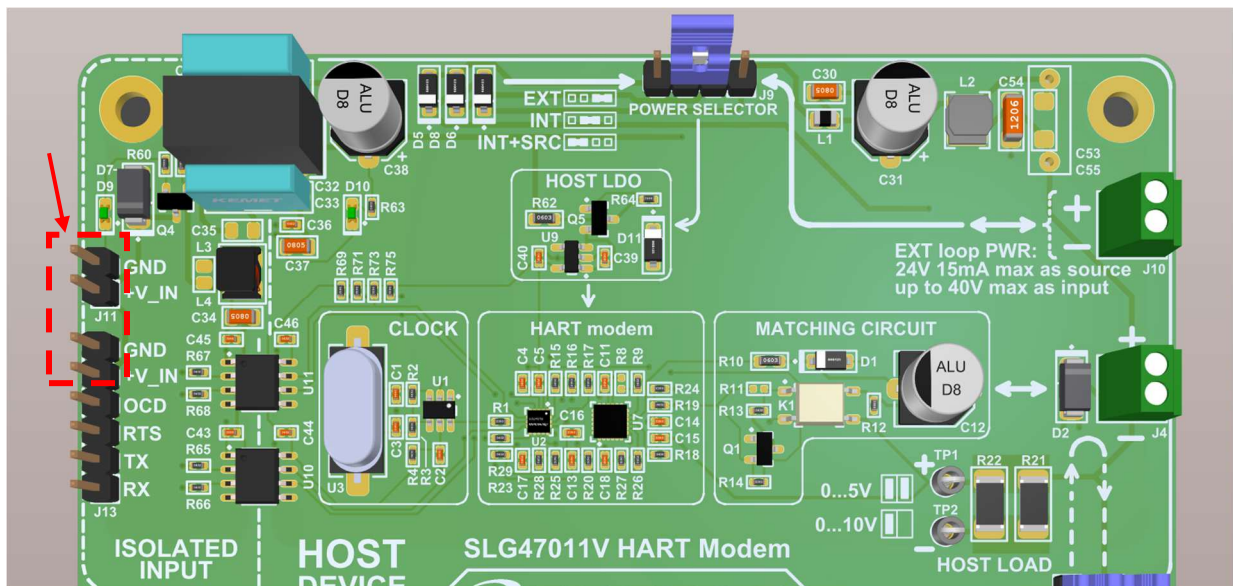 ALU
D8
R60
D7
D9
Q4
KEMET
C32
C33
C38
D10
R63
C35
C36
L3
0805
C37
L4
C34
0805
D5
D8
D6
EXT
INT
INT+SRC
J9
POWER SELECTOR
C30
0805
L1
ALU
D8
C31
L2
C54
1206
C53
C55
HOST LDO
R62
0603
Q5
R64
U9
D11
C40
C39
EXT loop PWR:
24V 15mA max as source
up to 40V max as input
+
−
J10
GND
+V_IN
J11
GND
+V_IN
OCD
RTS
TX
RX
J13
C45
C46
R67
U11
R68
C43
C44
R65
U10
R66
R69
R71
R73
R75
CLOCK
U3
C1
R2
U1
C3
R4
R3
C2
HART modem
C4
C5
R15
R16
R17
C11
R8
R9
R24
R19
C14
C15
R18
R1
U2
C16
U7
R29
R23
C17
R28
R25
C13
R20
C18
R27
R26
MATCHING CIRCUIT
R10
0603
D1
R11
R13
K1
R12
Q1
R14
ALU
D8
C12
D2
+
−
J4
0...5V
0...10V
+
TP1
TP2
−
R22
R21
HOST LOAD
ISOLATED
INPUT
HOST
DEVICE
SLG47011V HART Modem